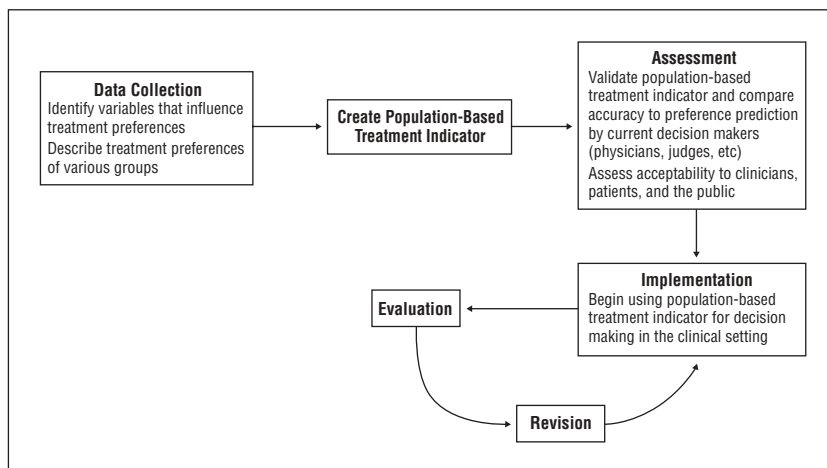 Data Collection
Identify variables that influence
treatment preferences
Describe treatment preferences
of various groups
Create Population-Based
Treatment Indicator
Assessment
Validate population-based
treatment indicator and compare
accuracy to preference prediction
by current decision makers
(physicians, judges, etc)
Assess acceptability to clinicians,
patients, and the public
Implementation
Begin using population-based
treatment indicator for decision
making in the clinical setting
Evaluation
Revision